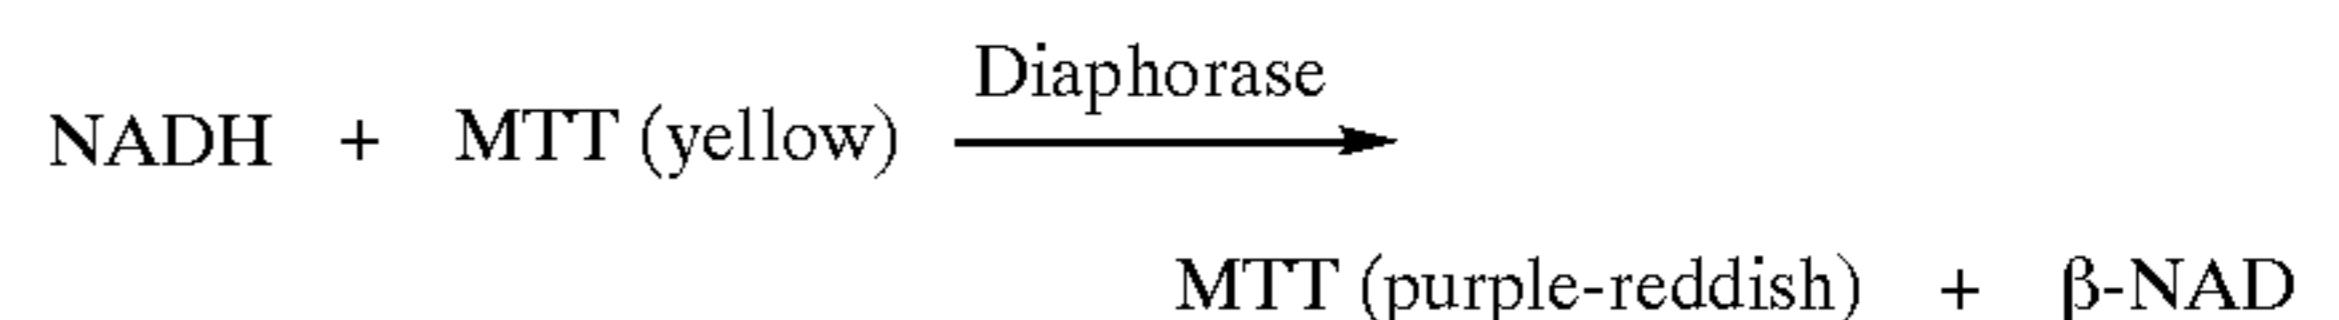 Diaphorase
NADH + MTT (yellow)
MTT (purple-reddish) + β-NAD